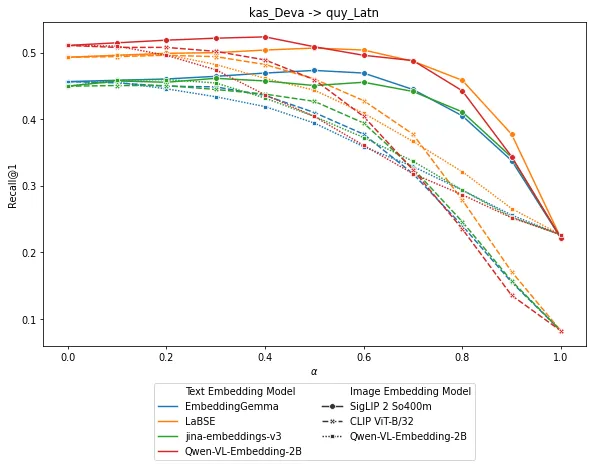 kas_Deva -> quy_Latn
0.5
0.4
0.3
0.2
0.1
Recall@1
0.0 0.2 0.4 0.6 0.8 1.0
α
Text Embedding Model Image Embedding Model
EmbeddingGemma SigLIP 2 So400m
LaBSE CLIP ViT-B/32
jina-embeddings-v3 Qwen-VL-Embedding-2B
Qwen-VL-Embedding-2B